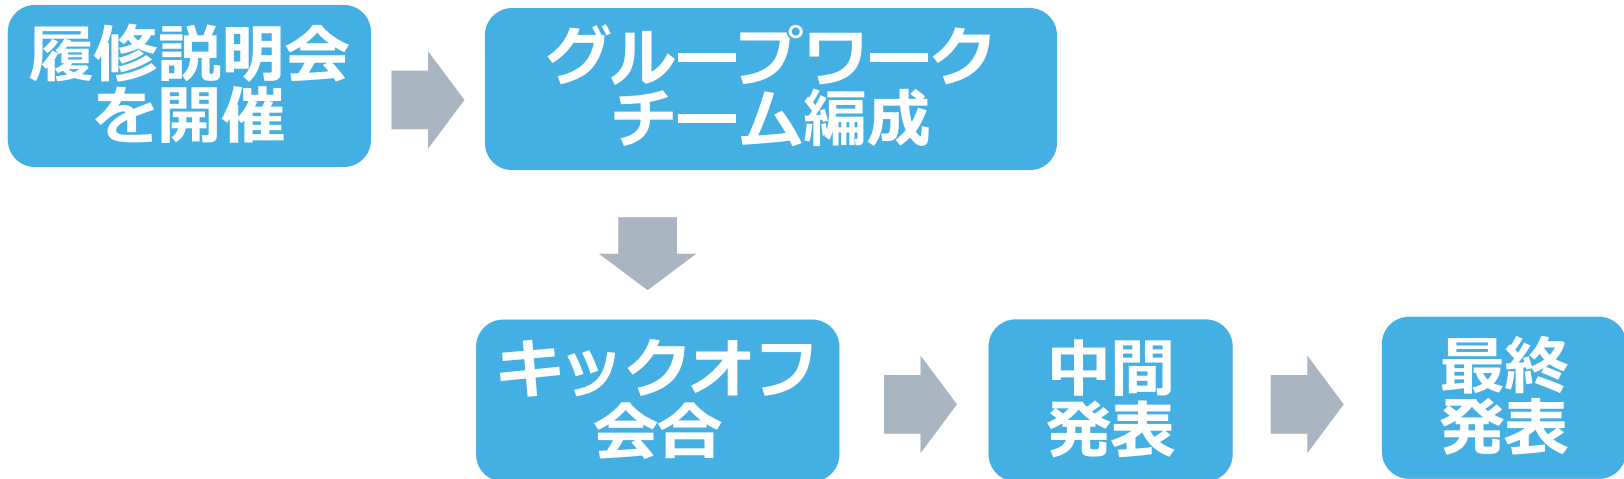 履修説明会
を開催
グループワーク
チーム編成
キックオフ
会合
中間
発表
最終
発表